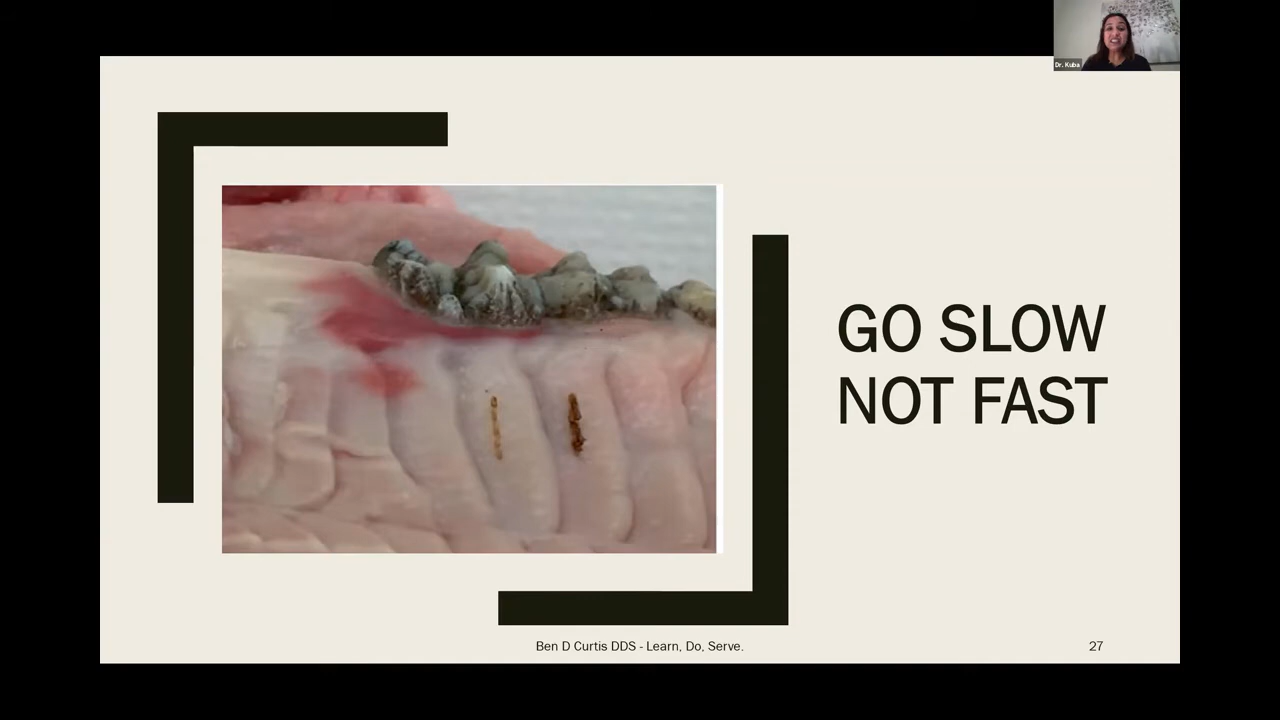 Dr. Kuba
GO SLOW
NOT FAST
Ben D Curtis DDS - Learn, Do, Serve.
27